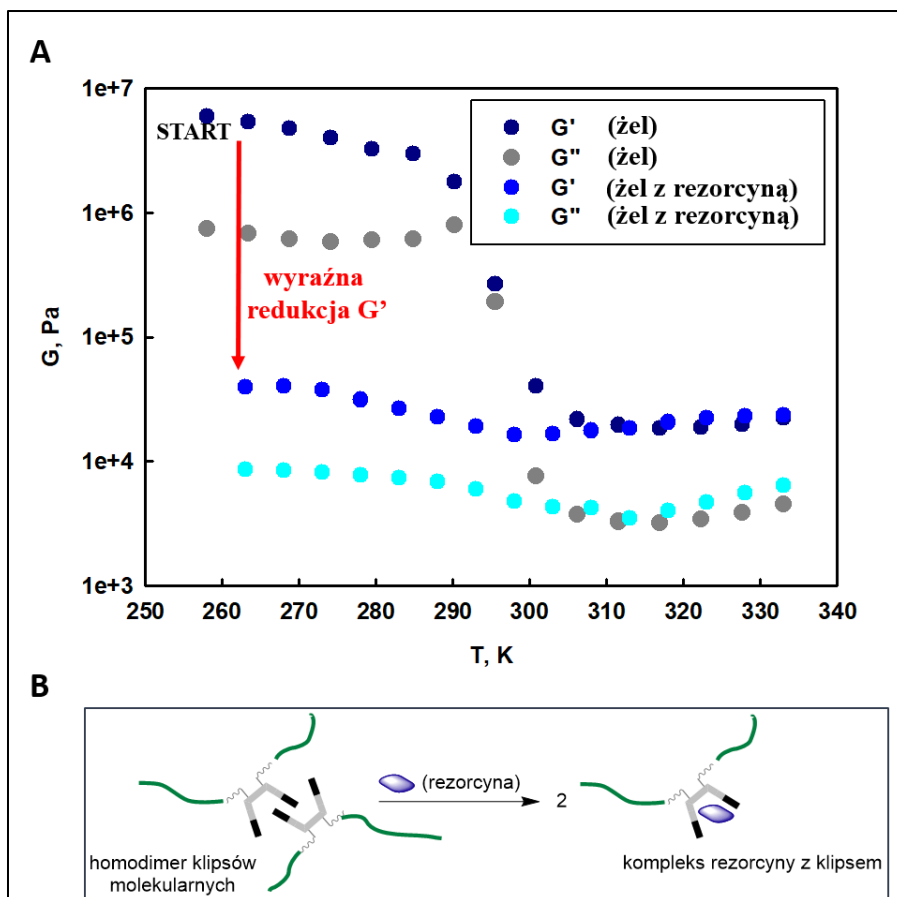 A
1e+7
1e+6
1e+5
1e+4
1e+3
G, Pa
START
wyraźna
redukcja G’
G' (żel)
G" (żel)
G' (żel z rezorcyną)
G" (żel z rezorcyną)
250 260 270 280 290 300 310 320 330 340
T, K
B
(rezorcyna)
2
homodimer klipsów
molekularnych
kompleks rezorcyny z klipsem